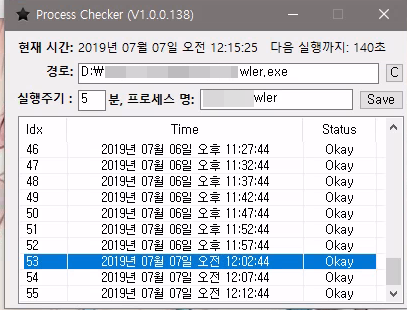 Process Checker (V1.0.0.138)
현재 시간: 2019년 07월 07일 오전 12:15:25 다음 실행까지: 140초
경로: D:₩ wler.exe C
실행주기 : 5 분, 프로세스 명: wler Save
Idx Time Status
46 2019년 07월 06일 오후 11:27:44 Okay
47 2019년 07월 06일 오후 11:32:44 Okay
48 2019년 07월 06일 오후 11:37:44 Okay
49 2019년 07월 06일 오후 11:42:44 Okay
50 2019년 07월 06일 오후 11:47:44 Okay
51 2019년 07월 06일 오후 11:52:44 Okay
52 2019년 07월 06일 오후 11:57:44 Okay
53 2019년 07월 07일 오전 12:02:44 Okay
54 2019년 07월 07일 오전 12:07:44 Okay
55 2019년 07월 07일 오전 12:12:44 Okay